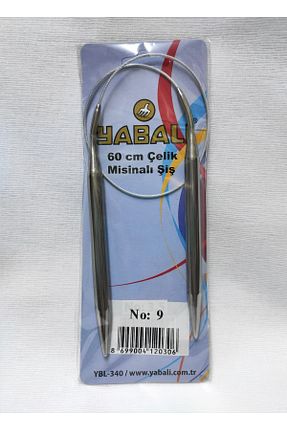 YABALI
60 cm Çelik
Misinalı Şiş
No: 9
8 699004 120306
YBL-340 / www.yabali.com.tr